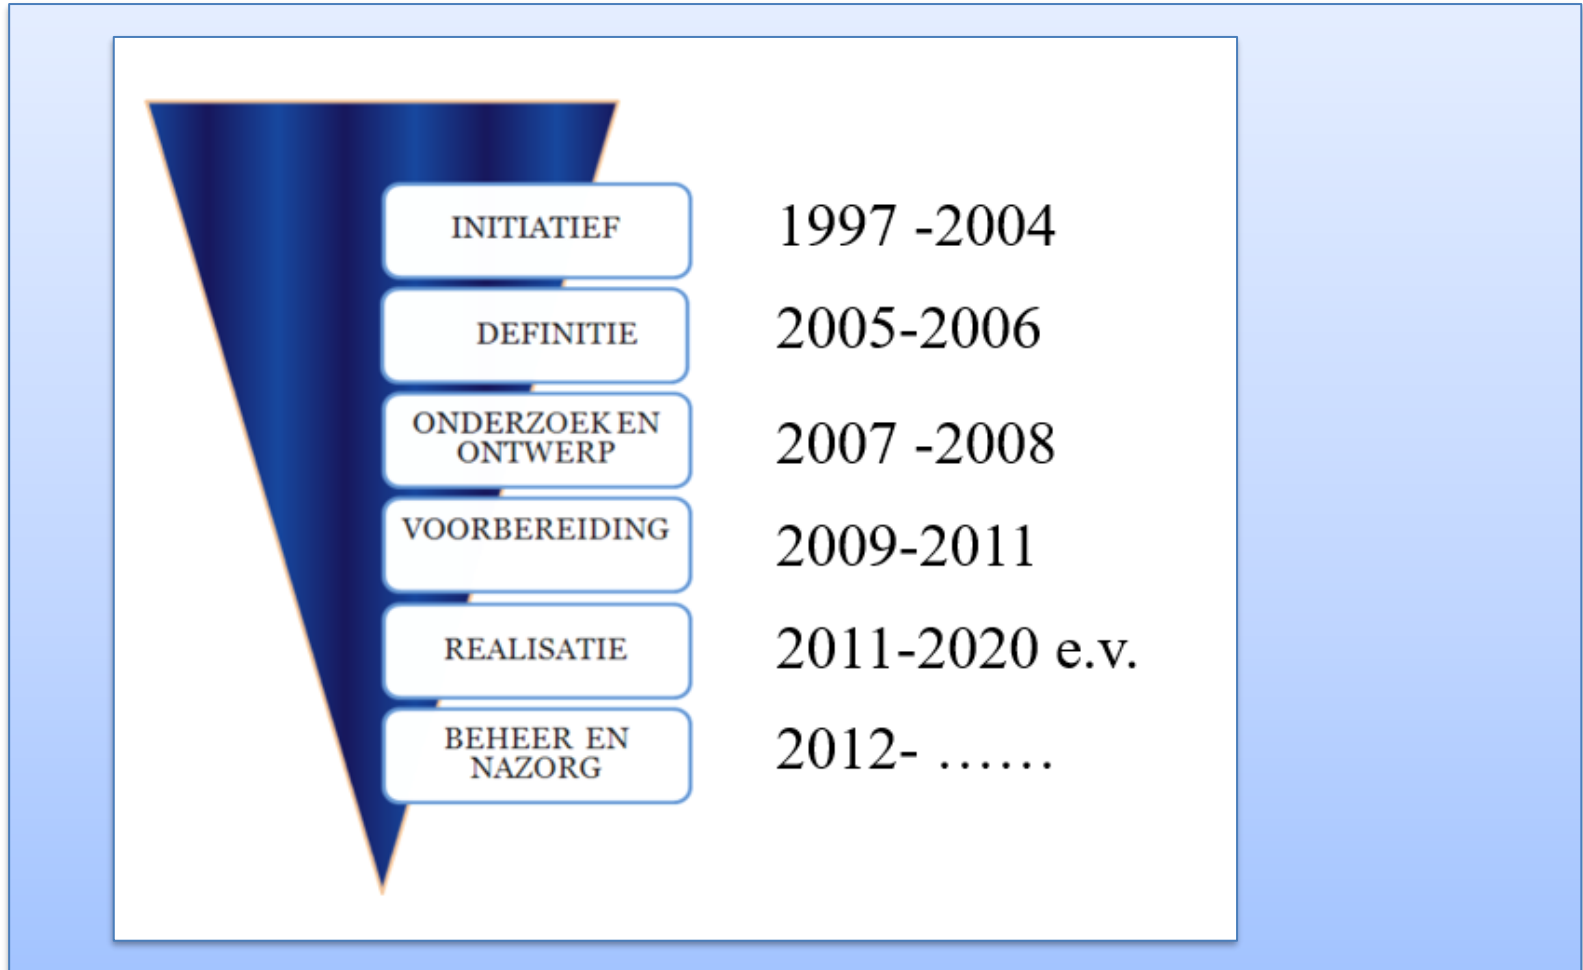 INITIATIEF
1997 -2004
DEFINITIE
2005-2006
ONDERZOEK EN
ONTWERP
2007 -2008
VOORBEREIDING
2009-2011
REALISATIE
2011-2020 e.v.
BEHEER EN
NAZORG
2012- ......